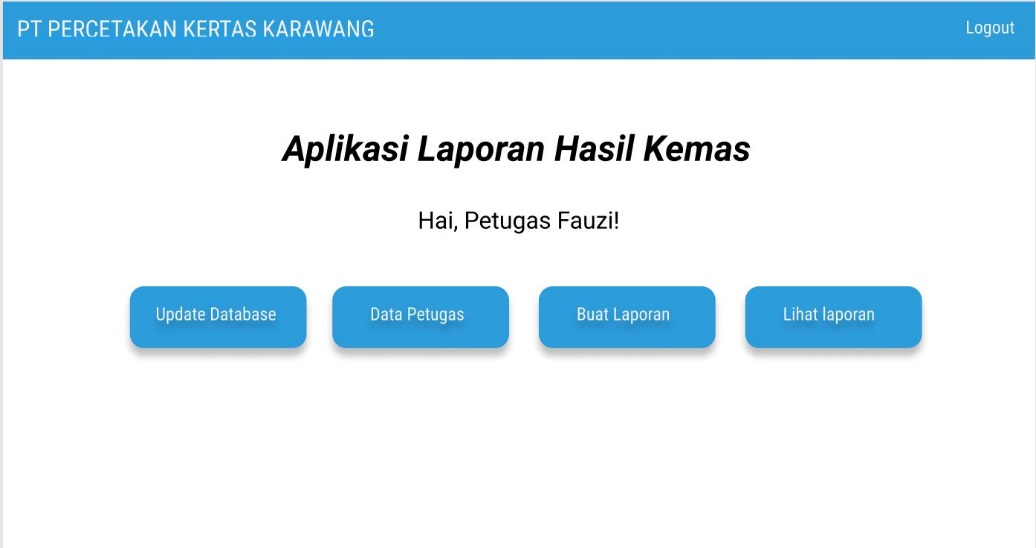 PT PERCETAKAN KERTAS KARAWANG
Logout
Aplikasi Laporan Hasil Kemas
Hai, Petugas Fauzi!
Update Database
Data Petugas
Buat Laporan
Lihat laporan